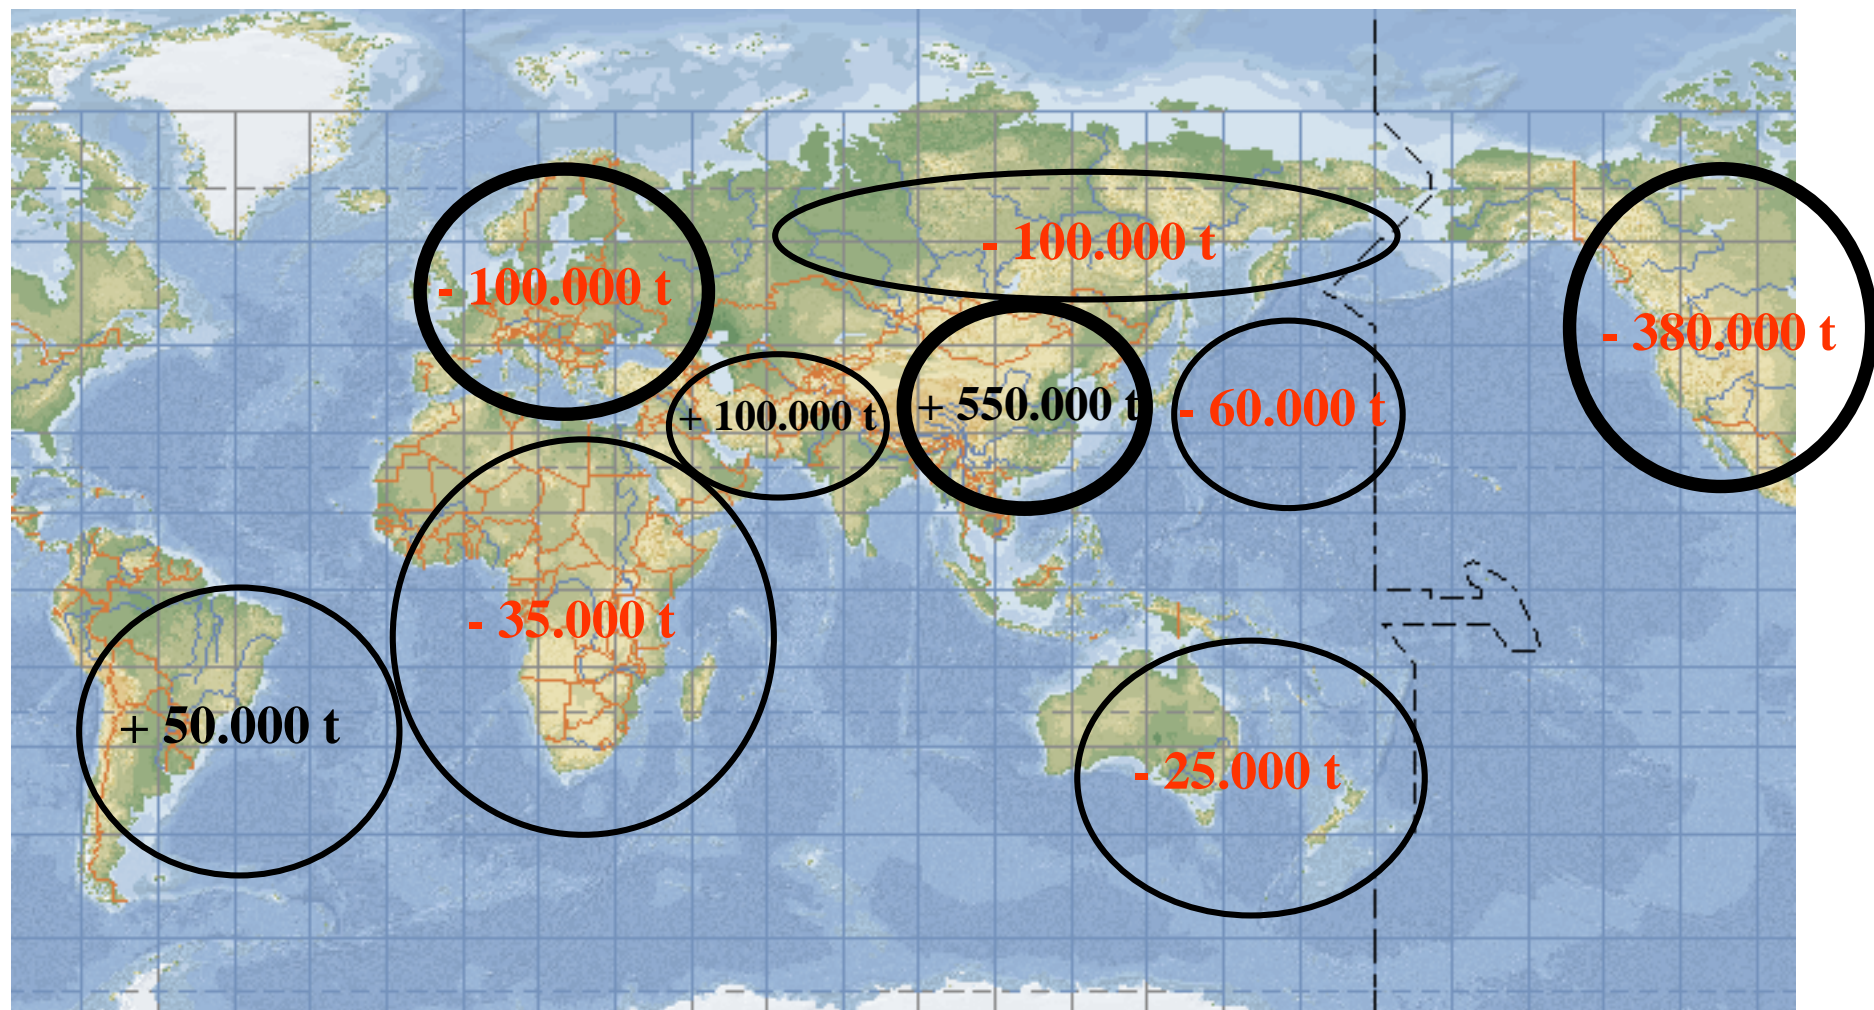 - 100.000 t
- 100.000 t
- 380.000 t
+ 100.000 t
+ 550.000 t
- 60.000 t
- 35.000 t
+ 50.000 t
- 25.000 t